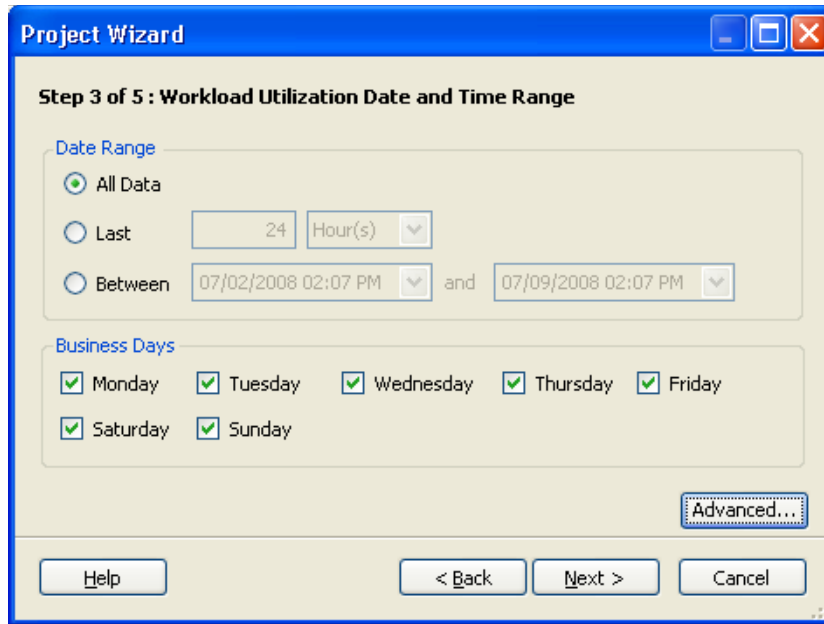 Project Wizard
Step 3 of 5 : Workload Utilization Date and Time Range
Date Range
All Data
Last 24 Hour(s)
Between 07/02/2008 02:07 PM and 07/09/2008 02:07 PM
Business Days
Monday Tuesday Wednesday Thursday Friday
Saturday Sunday
Advanced...
Help < Back Next > Cancel